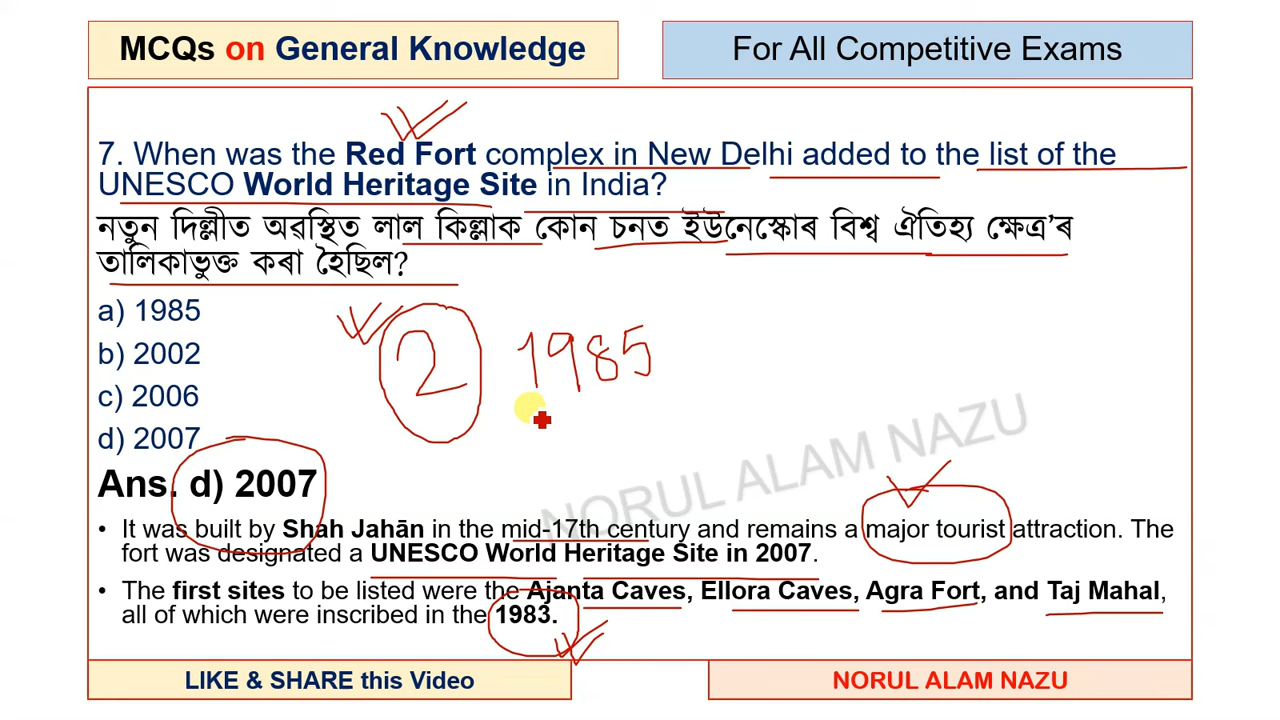 MCQs on General Knowledge
For All Competitive Exams
7. When was the Red Fort complex in New Delhi added to the list of the
UNESCO World Heritage Site in India?
নতুন দিল্লীত অৱস্থিত লাল কিল্লাক কোন চনত ইউনেস্কোৰ বিশ্ব ঐতিহ্য ক্ষেত্ৰ’ৰ
তালিকাভুক্ত কৰা হৈছিল?
a) 1985
b) 2002
c) 2006
d) 2007
2 1985
Ans. d) 2007
NORUL ALAM NAZU
• It was built by Shah Jahān in the mid-17th century and remains a major tourist attraction. The
fort was designated a UNESCO World Heritage Site in 2007.
• The first sites to be listed were the Ajanta Caves, Ellora Caves, Agra Fort, and Taj Mahal,
all of which were inscribed in the 1983.
LIKE & SHARE this Video
NORUL ALAM NAZU